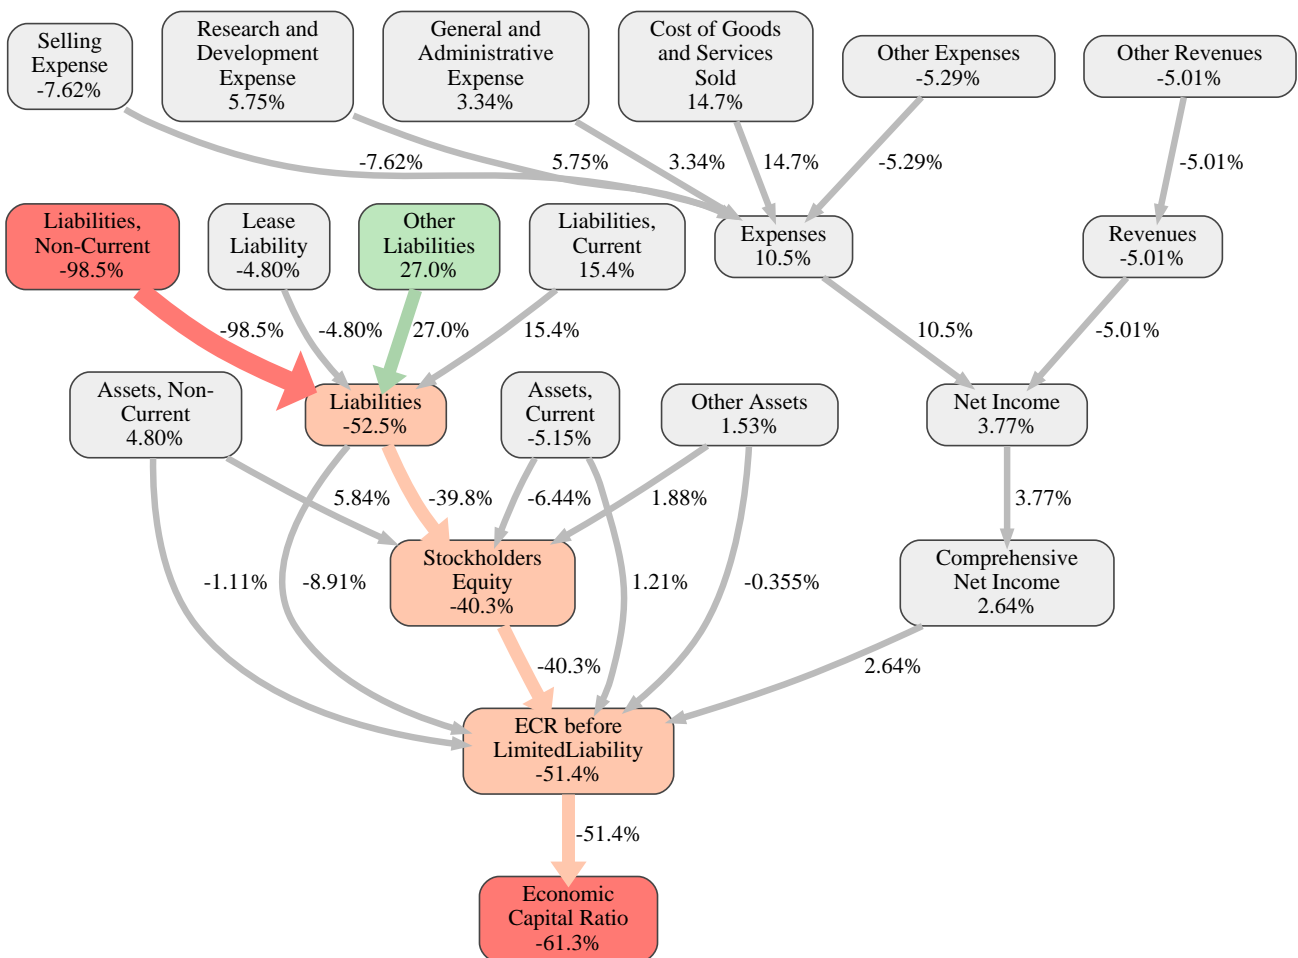 Selling
Expense
-7.62%
Research and
Development
Expense
5.75%
General and
Administrative
Expense
3.34%
Cost of Goods
and Services
Sold
14.7%
Other Expenses
-5.29%
Other Revenues
-5.01%
-7.62%
5.75%
3.34%
14.7%
-5.29%
-5.01%
Liabilities,
Non-Current
-98.5%
Lease
Liability
-4.80%
Other
Liabilities
27.0%
Liabilities,
Current
15.4%
Expenses
10.5%
Revenues
-5.01%
-98.5%
-4.80%
27.0%
15.4%
10.5%
-5.01%
Assets, Non-
Current
4.80%
Liabilities
-52.5%
Assets,
Current
-5.15%
Other Assets
1.53%
Net Income
3.77%
5.84%
-39.8%
-6.44%
1.88%
3.77%
Stockholders
Equity
-40.3%
Comprehensive
Net Income
2.64%
-1.11%
-8.91%
1.21%
-0.355%
-40.3%
2.64%
ECR before
LimitedLiability
-51.4%
-51.4%
Economic
Capital Ratio
-61.3%